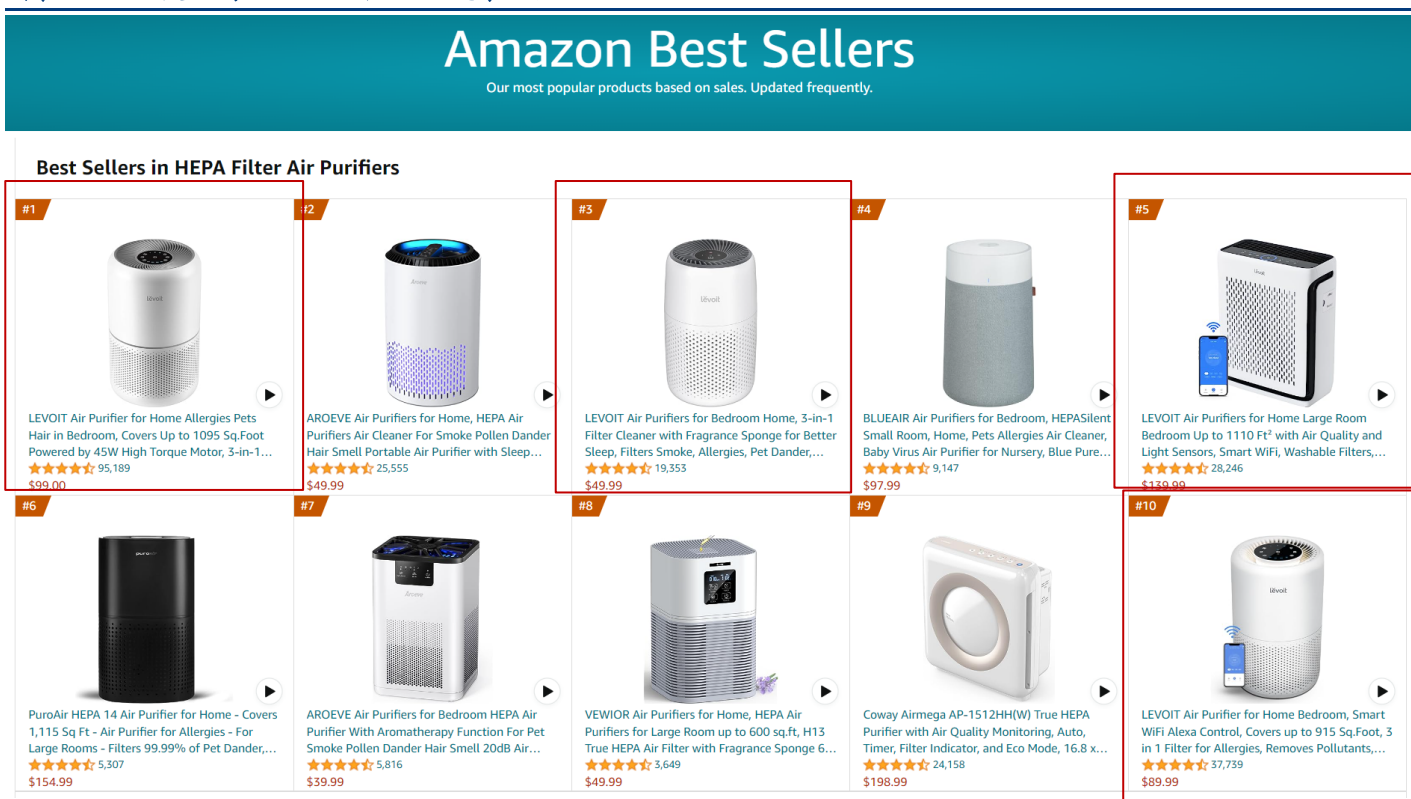 Amazon Best Sellers
Our most popular products based on sales. Updated frequently.
Best Sellers in HEPA Filter Air Purifiers
#1
levoit
LEVOIT Air Purifier for Home Allergies Pets
Hair in Bedroom, Covers Up to 1095 Sq.Foot
Powered by 45W High Torque Motor, 3-in-1...
95,189
$99.00
#2
Aroeve
AROEVE Air Purifiers for Home, HEPA Air
Purifiers Air Cleaner For Smoke Pollen Dander
Hair Smell Portable Air Purifier with Sleep...
25,555
$49.99
#3
levoit
LEVOIT Air Purifiers for Bedroom Home, 3-in-1
Filter Cleaner with Fragrance Sponge for Better
Sleep, Filters Smoke, Allergies, Pet Dander,...
19,353
$49.99
#4
BLUEAIR Air Purifiers for Bedroom, HEPASilent
Small Room, Home, Pets Allergies Air Cleaner,
Baby Virus Air Purifier for Nursery, Blue Pure...
9,147
$97.99
#5
levoit
LEVOIT Air Purifiers for Home Large Room
Bedroom Up to 1110 Ft² with Air Quality and
Light Sensors, Smart WiFi, Washable Filters,...
28,246
$139.99
#6
puroair
PuroAir HEPA 14 Air Purifier for Home - Covers
1,115 Sq Ft - Air Purifier for Allergies - For
Large Rooms - Filters 99.99% of Pet Dander,...
5,307
$154.99
#7
Aroeve
AROEVE Air Purifiers for Bedroom HEPA Air
Purifier With Aromatherapy Function For Pet
Smoke Pollen Dander Hair Smell 20dB Air...
5,816
$39.99
#8
VEWIOR Air Purifiers for Home, HEPA Air
Purifiers for Large Room up to 600 sq.ft, H13
True HEPA Air Filter with Fragrance Sponge 6...
3,649
$49.99
#9
Coway Airmega AP-1512HH(W) True HEPA
Purifier with Air Quality Monitoring, Auto,
Timer, Filter Indicator, and Eco Mode, 16.8 x...
24,158
$198.99
#10
levoit
LEVOIT Air Purifier for Home Bedroom, Smart
WiFi Alexa Control, Covers up to 915 Sq.Foot, 3
in 1 Filter for Allergies, Removes Pollutants,...
37,739
$89.99